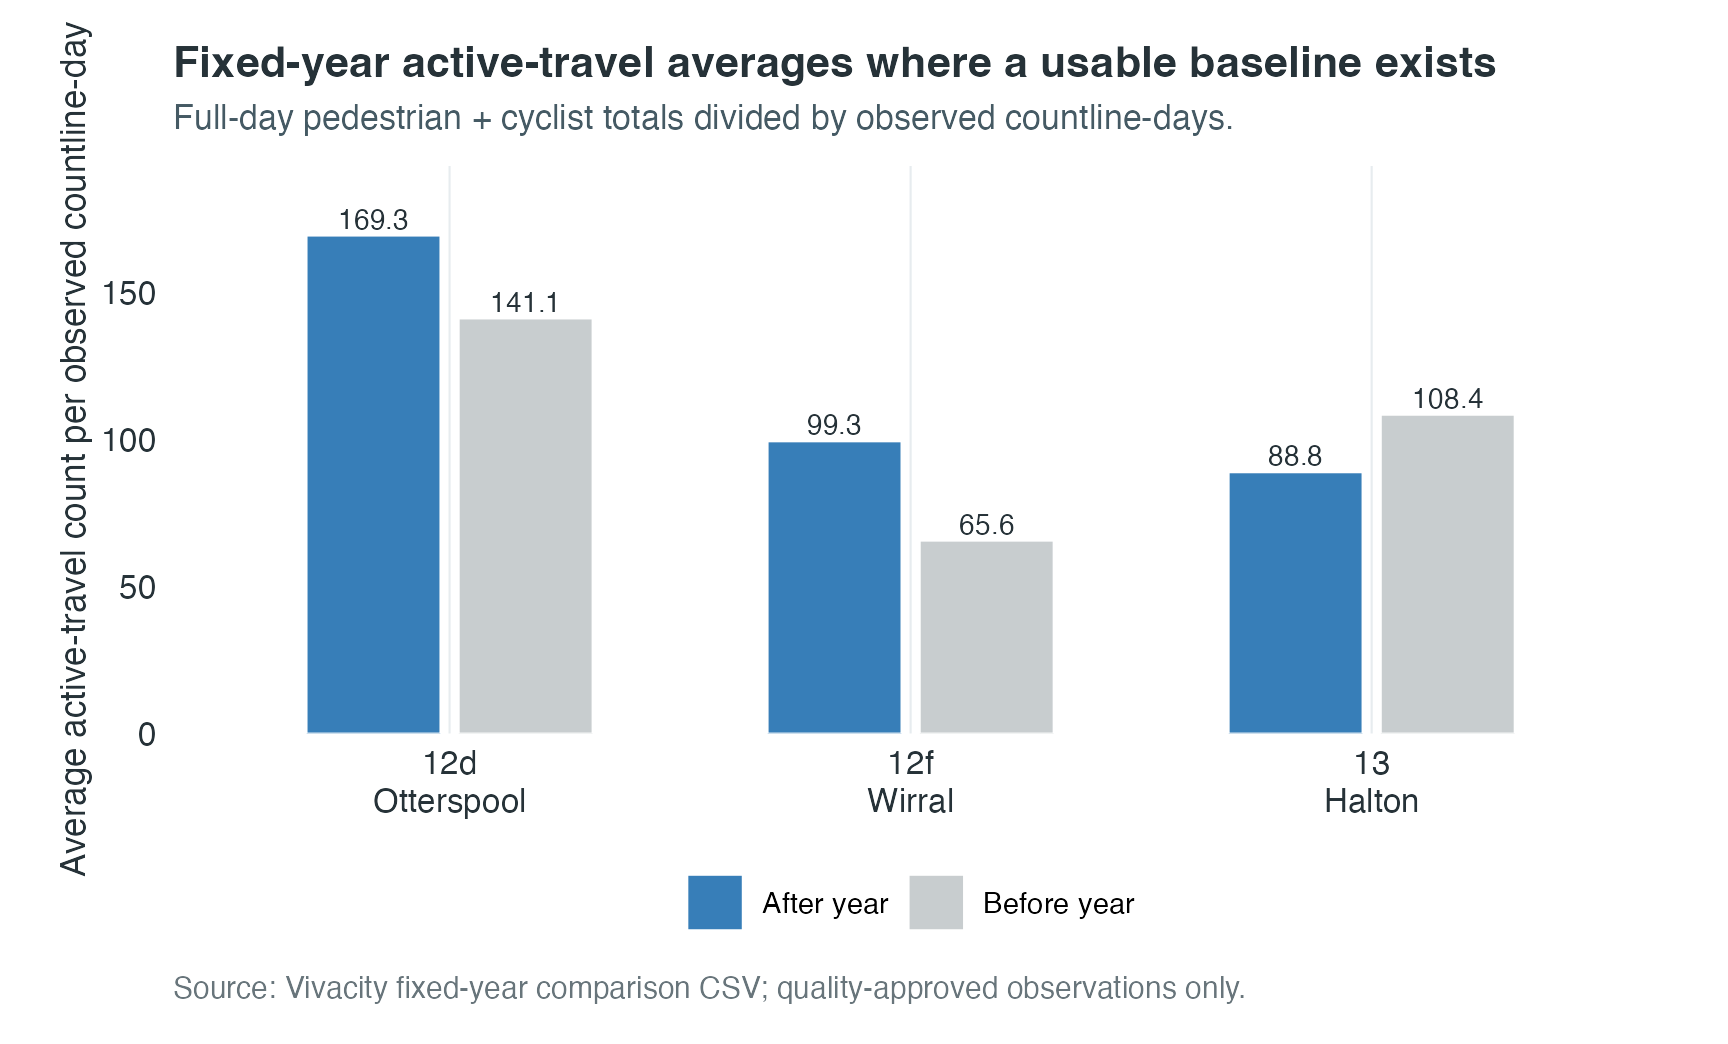 Fixed-year active-travel averages where a usable baseline exists
Full-day pedestrian + cyclist totals divided by observed countline-days.
Average active-travel count per observed countline-day
150
100
50
0
169.3
141.1
99.3
65.6
88.8
108.4
12d
Otterspool
12f
Wirral
13
Halton
After year
Before year
Source: Vivacity fixed-year comparison CSV; quality-approved observations only.